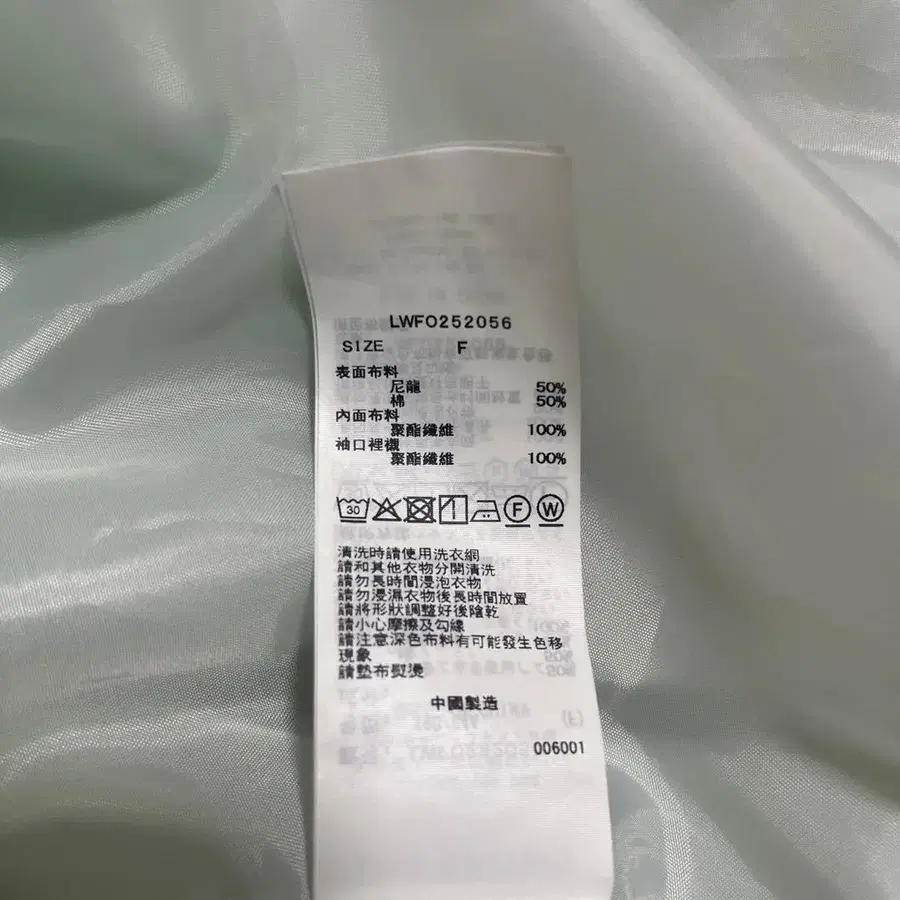 LWFO252056
SIZE F
表面布料
尼龍 50%
棉 50%
內面布料
聚酯纖維 100%
袖口裡襯
聚酯纖維 100%
30 F W
清洗時請使用洗衣網
請和其他衣物分開清洗
請勿長時間浸泡衣物
請勿浸濕衣物後長時間放置
請將形狀調整好後陰乾
請小心摩擦及勾線
請注意深色布料有可能發生色移
現象
請墊布熨燙
中國製造
006001